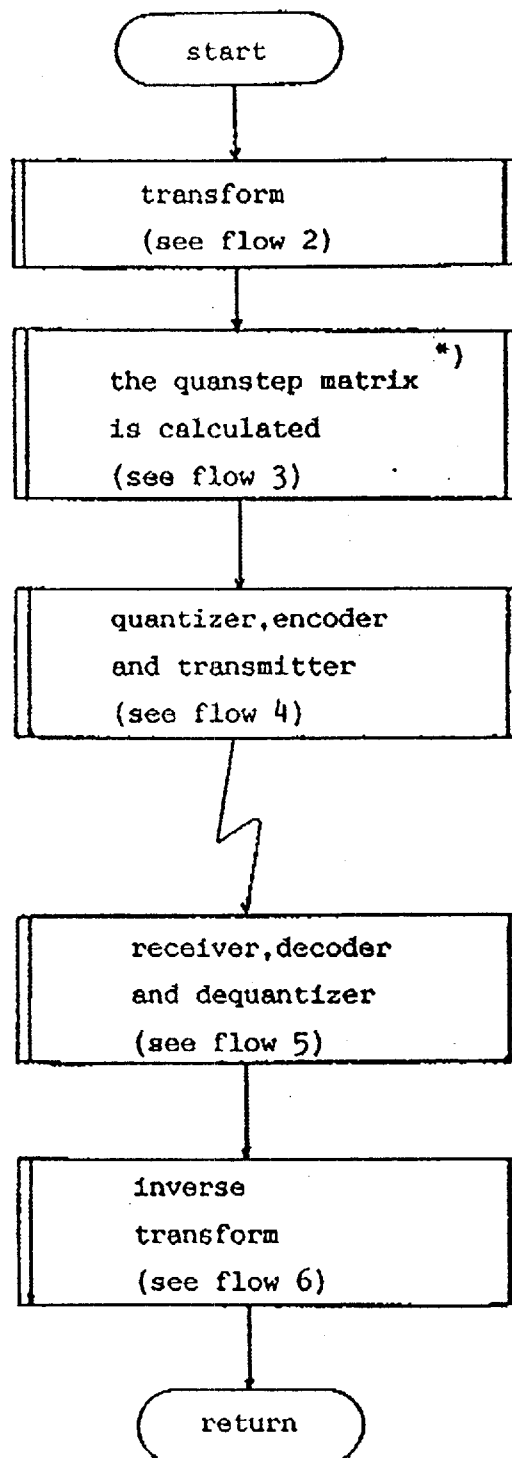 start
transform
(see flow 2)
*)
the quanstep matrix
is calculated
(see flow 3)
quantizer,encoder
and transmitter
(see flow 4)
receiver,decoder
and dequantizer
(see flow 5)
inverse
transform
(see flow 6)
return